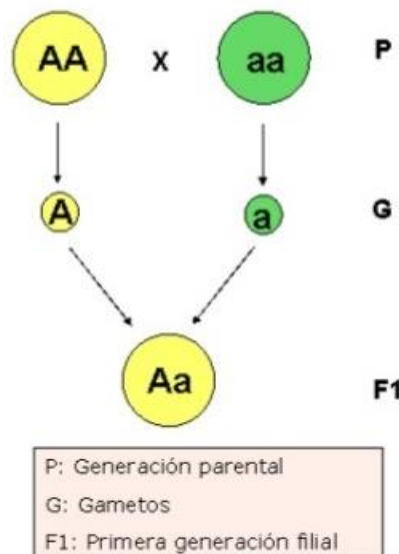 AA x aa P
A a G
Aa F1
P: Generación parental
G: Gametos
F1: Primera generación filial